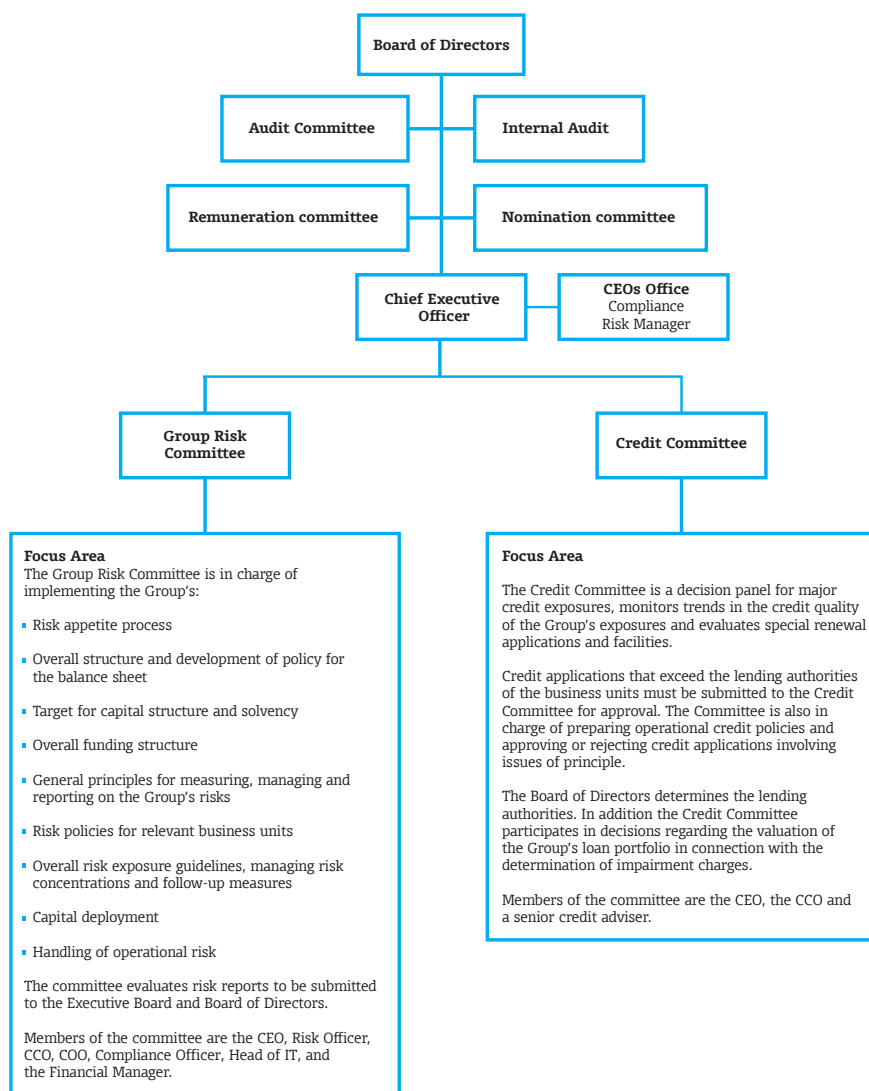 Board of Directors
Audit Committee
Internal Audit
Remuneration committee
Nomination committee
Chief Executive
Officer
CEOs Office
Compliance
Risk Manager
Group Risk
Committee
Credit Committee
Focus Area
The Group Risk Committee is in charge of
implementing the Group's:
Risk appetite process
Overall structure and development of policy for
the balance sheet
Target for capital structure and solvency
Overall funding structure
General principles for measuring, managing and
reporting on the Group's risks
Risk policies for relevant business units
Overall risk exposure guidelines, managing risk
concentrations and follow-up measures
Capital deployment
Handling of operational risk
The committee evaluates risk reports to be submitted
to the Executive Board and Board of Directors.
Members of the committee are the CEO, Risk Officer,
CCO, COO, Compliance Officer, Head of IT, and
the Financial Manager.
Focus Area
The Credit Committee is a decision panel for major
credit exposures, monitors trends in the credit quality
of the Group's exposures and evaluates special renewal
applications and facilities.
Credit applications that exceed the lending authorities
of the business units must be submitted to the Credit
Committee for approval. The Committee is also in
charge of preparing operational credit policies and
approving or rejecting credit applications involving
issues of principle.
The Board of Directors determines the lending
authorities. In addition the Credit Committee
participates in decisions regarding the valuation of
the Group's loan portfolio in connection with the
determination of impairment charges.
Members of the committee are the CEO, the CCO and
a senior credit adviser.